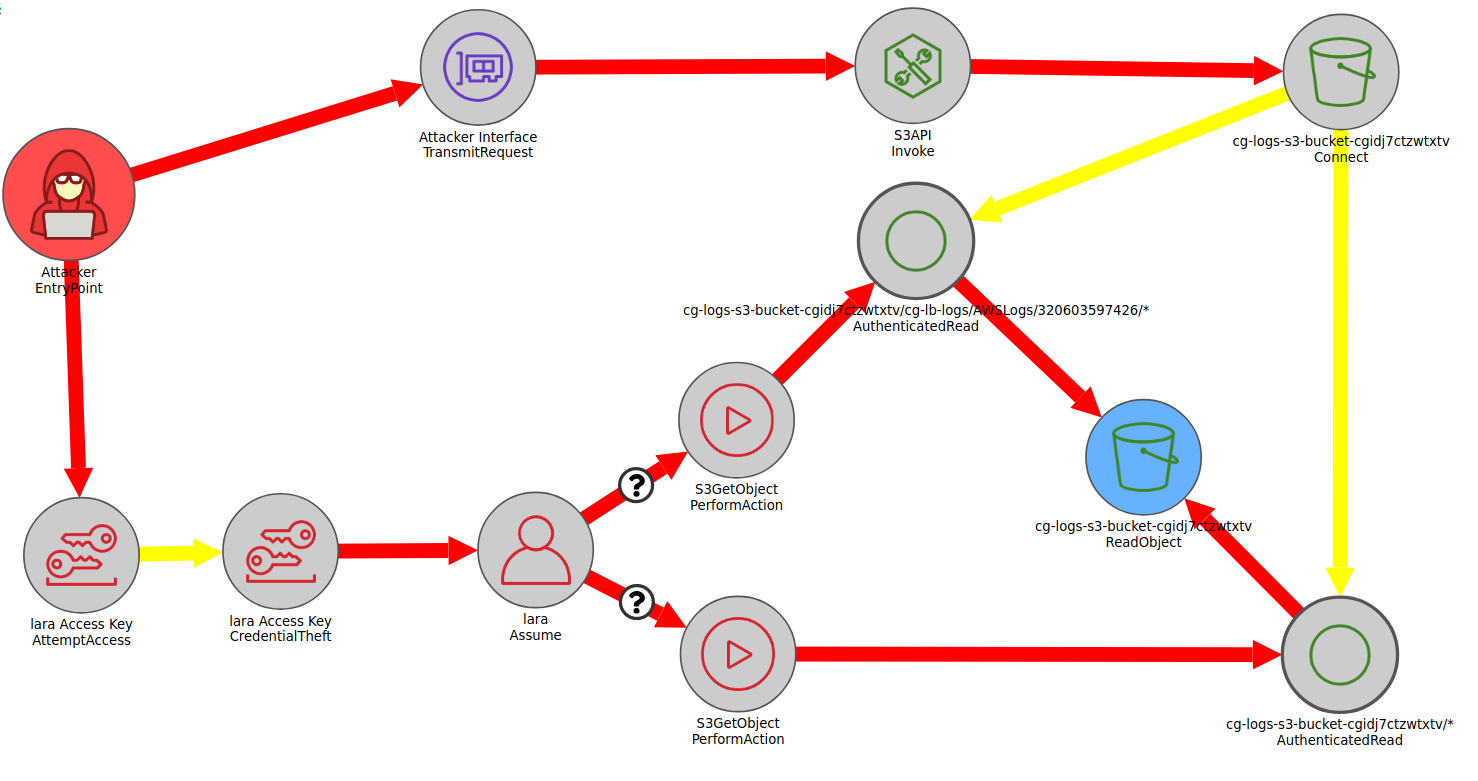 Attacker Interface
TransmitRequest
S3API
Invoke
cg-logs-s3-bucket-cgidj7ctzwtxtv
Connect
Attacker
EntryPoint
cg-logs-s3-bucket-cgidj7ctzwtxtv/cg-lb-logs/AWSLogs/320603597426/*
AuthenticatedRead
?
S3GetObject
PerformAction
cg-logs-s3-bucket-cgidj7ctzwtxtv
ReadObject
lara Access Key
AttemptAccess
lara Access Key
CredentialTheft
lara
Assume
?
S3GetObject
PerformAction
cg-logs-s3-bucket-cgidj7ctzwtxtv/*
AuthenticatedRead